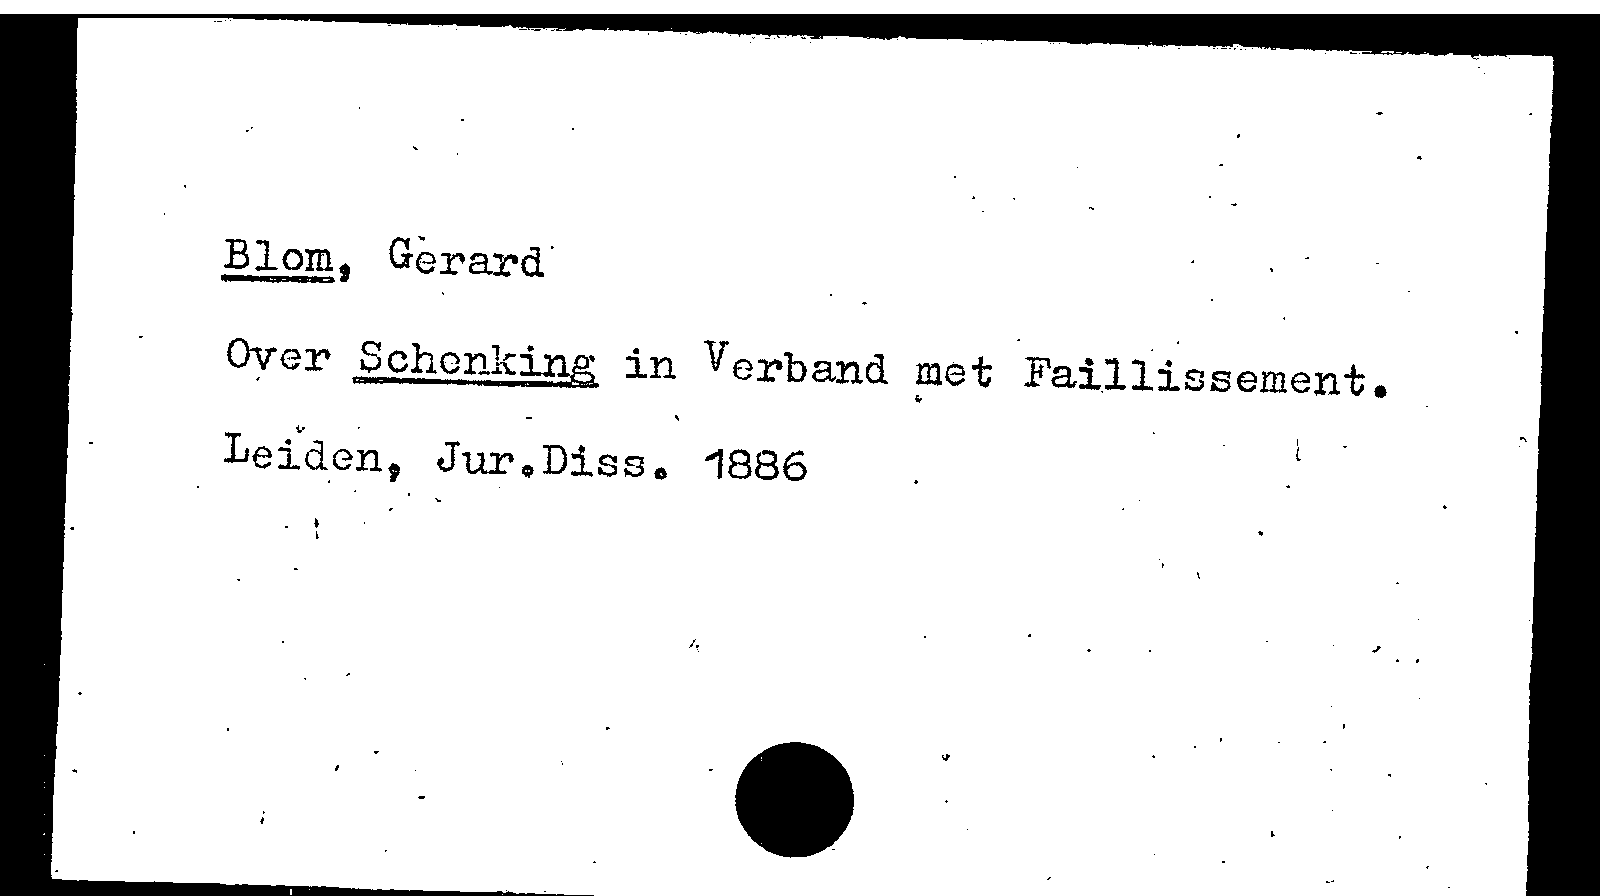 Blom, Gerard
Over Schenking in Verband met Faillissement.
Leiden, Jur.Diss. 1886